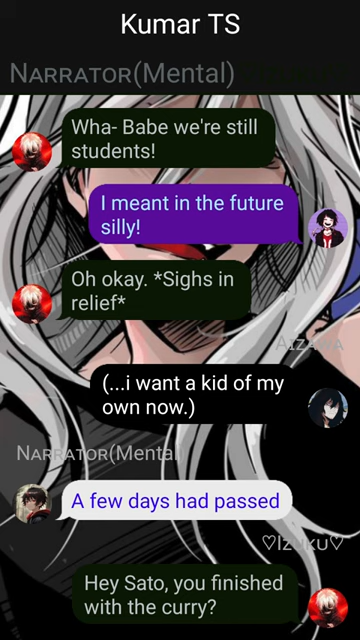 Kumar TS
Narrator(Mental)
Wha- Babe we're still
students!
I meant in the future
silly!
Oh okay. *Sighs in
relief*
Aizawa
(...i want a kid of my
own now.)
Narrator(Mental
A few days had passed
♡Izuku♡
Hey Sato, you finished
with the curry?